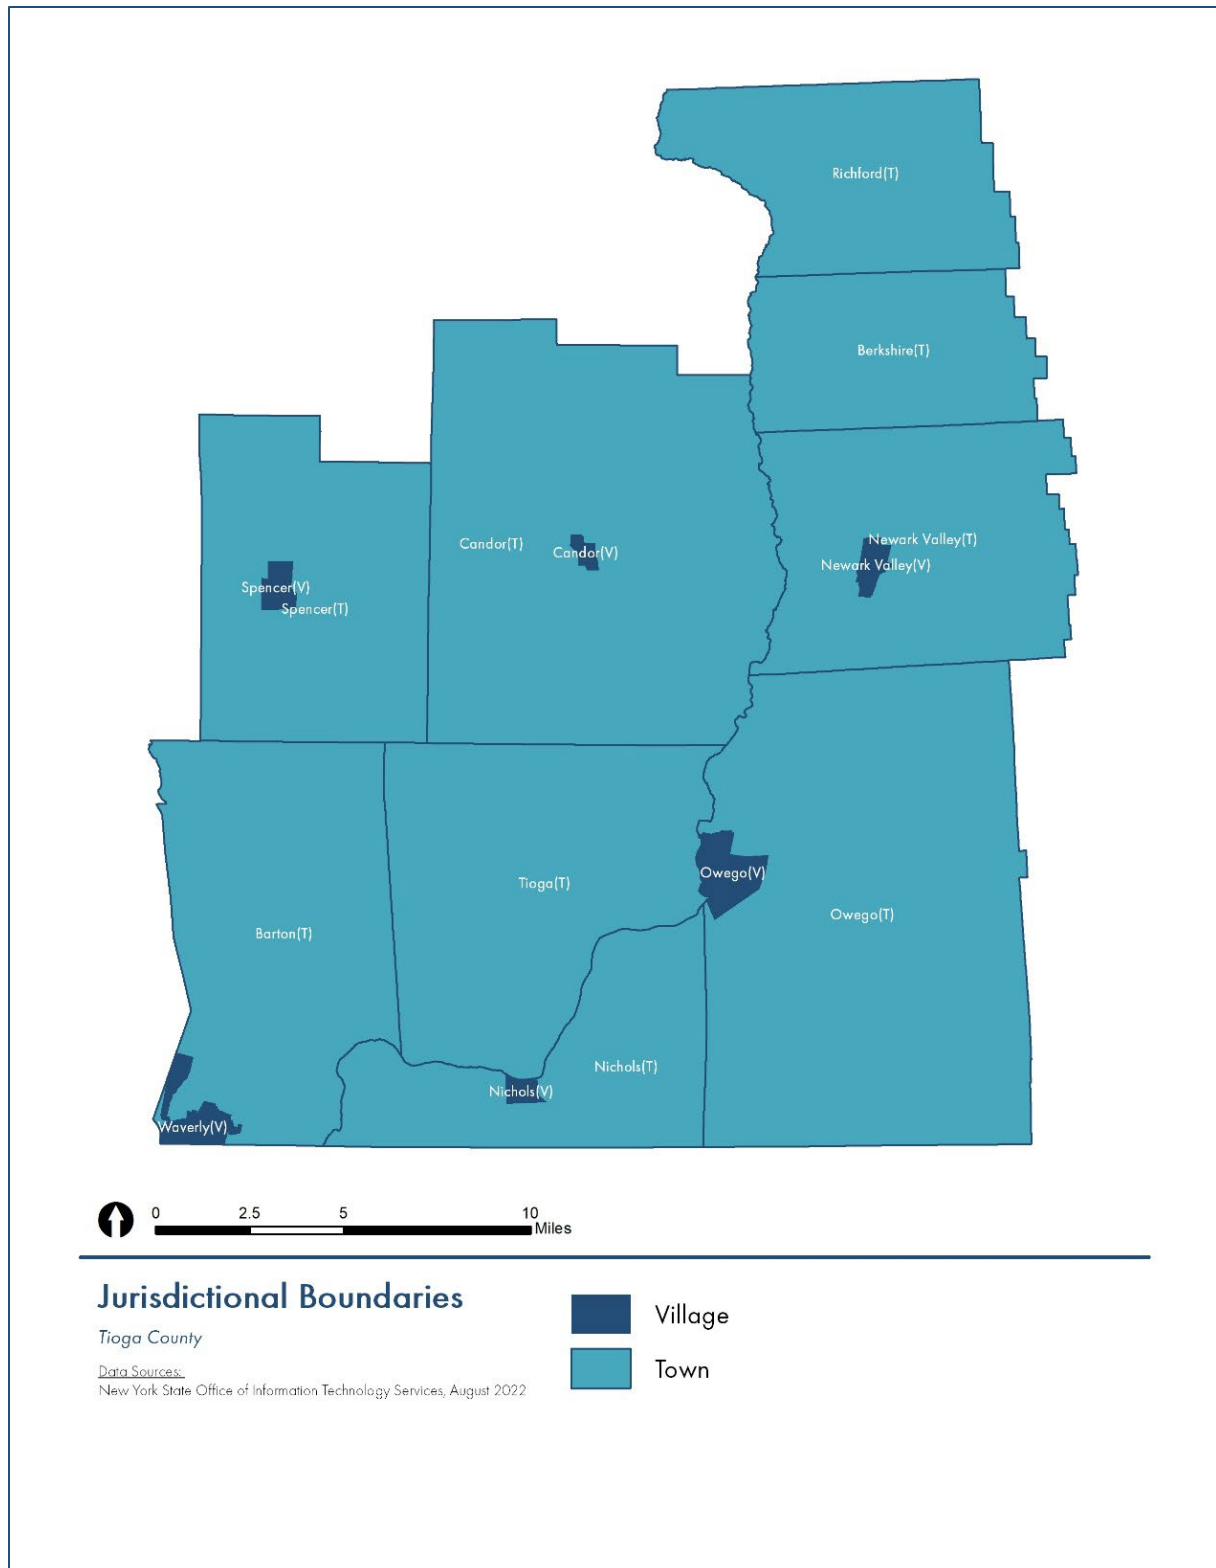 Richford(T)
Berkshire(T)
Candor(T)
Candor(V)
Newark Valley(T)
Newark Valley(V)
Spencer(V)
Spencer(T)
Owego(V)
Tioga(T)
Owego(T)
Barton(T)
Nichols(T)
Nichols(V)
Waverly(V)
0 2.5 5 10
Miles
Jurisdictional Boundaries
Tioga County
Data Sources:
New York State Office of Information Technology Services, August 2022
Village
Town